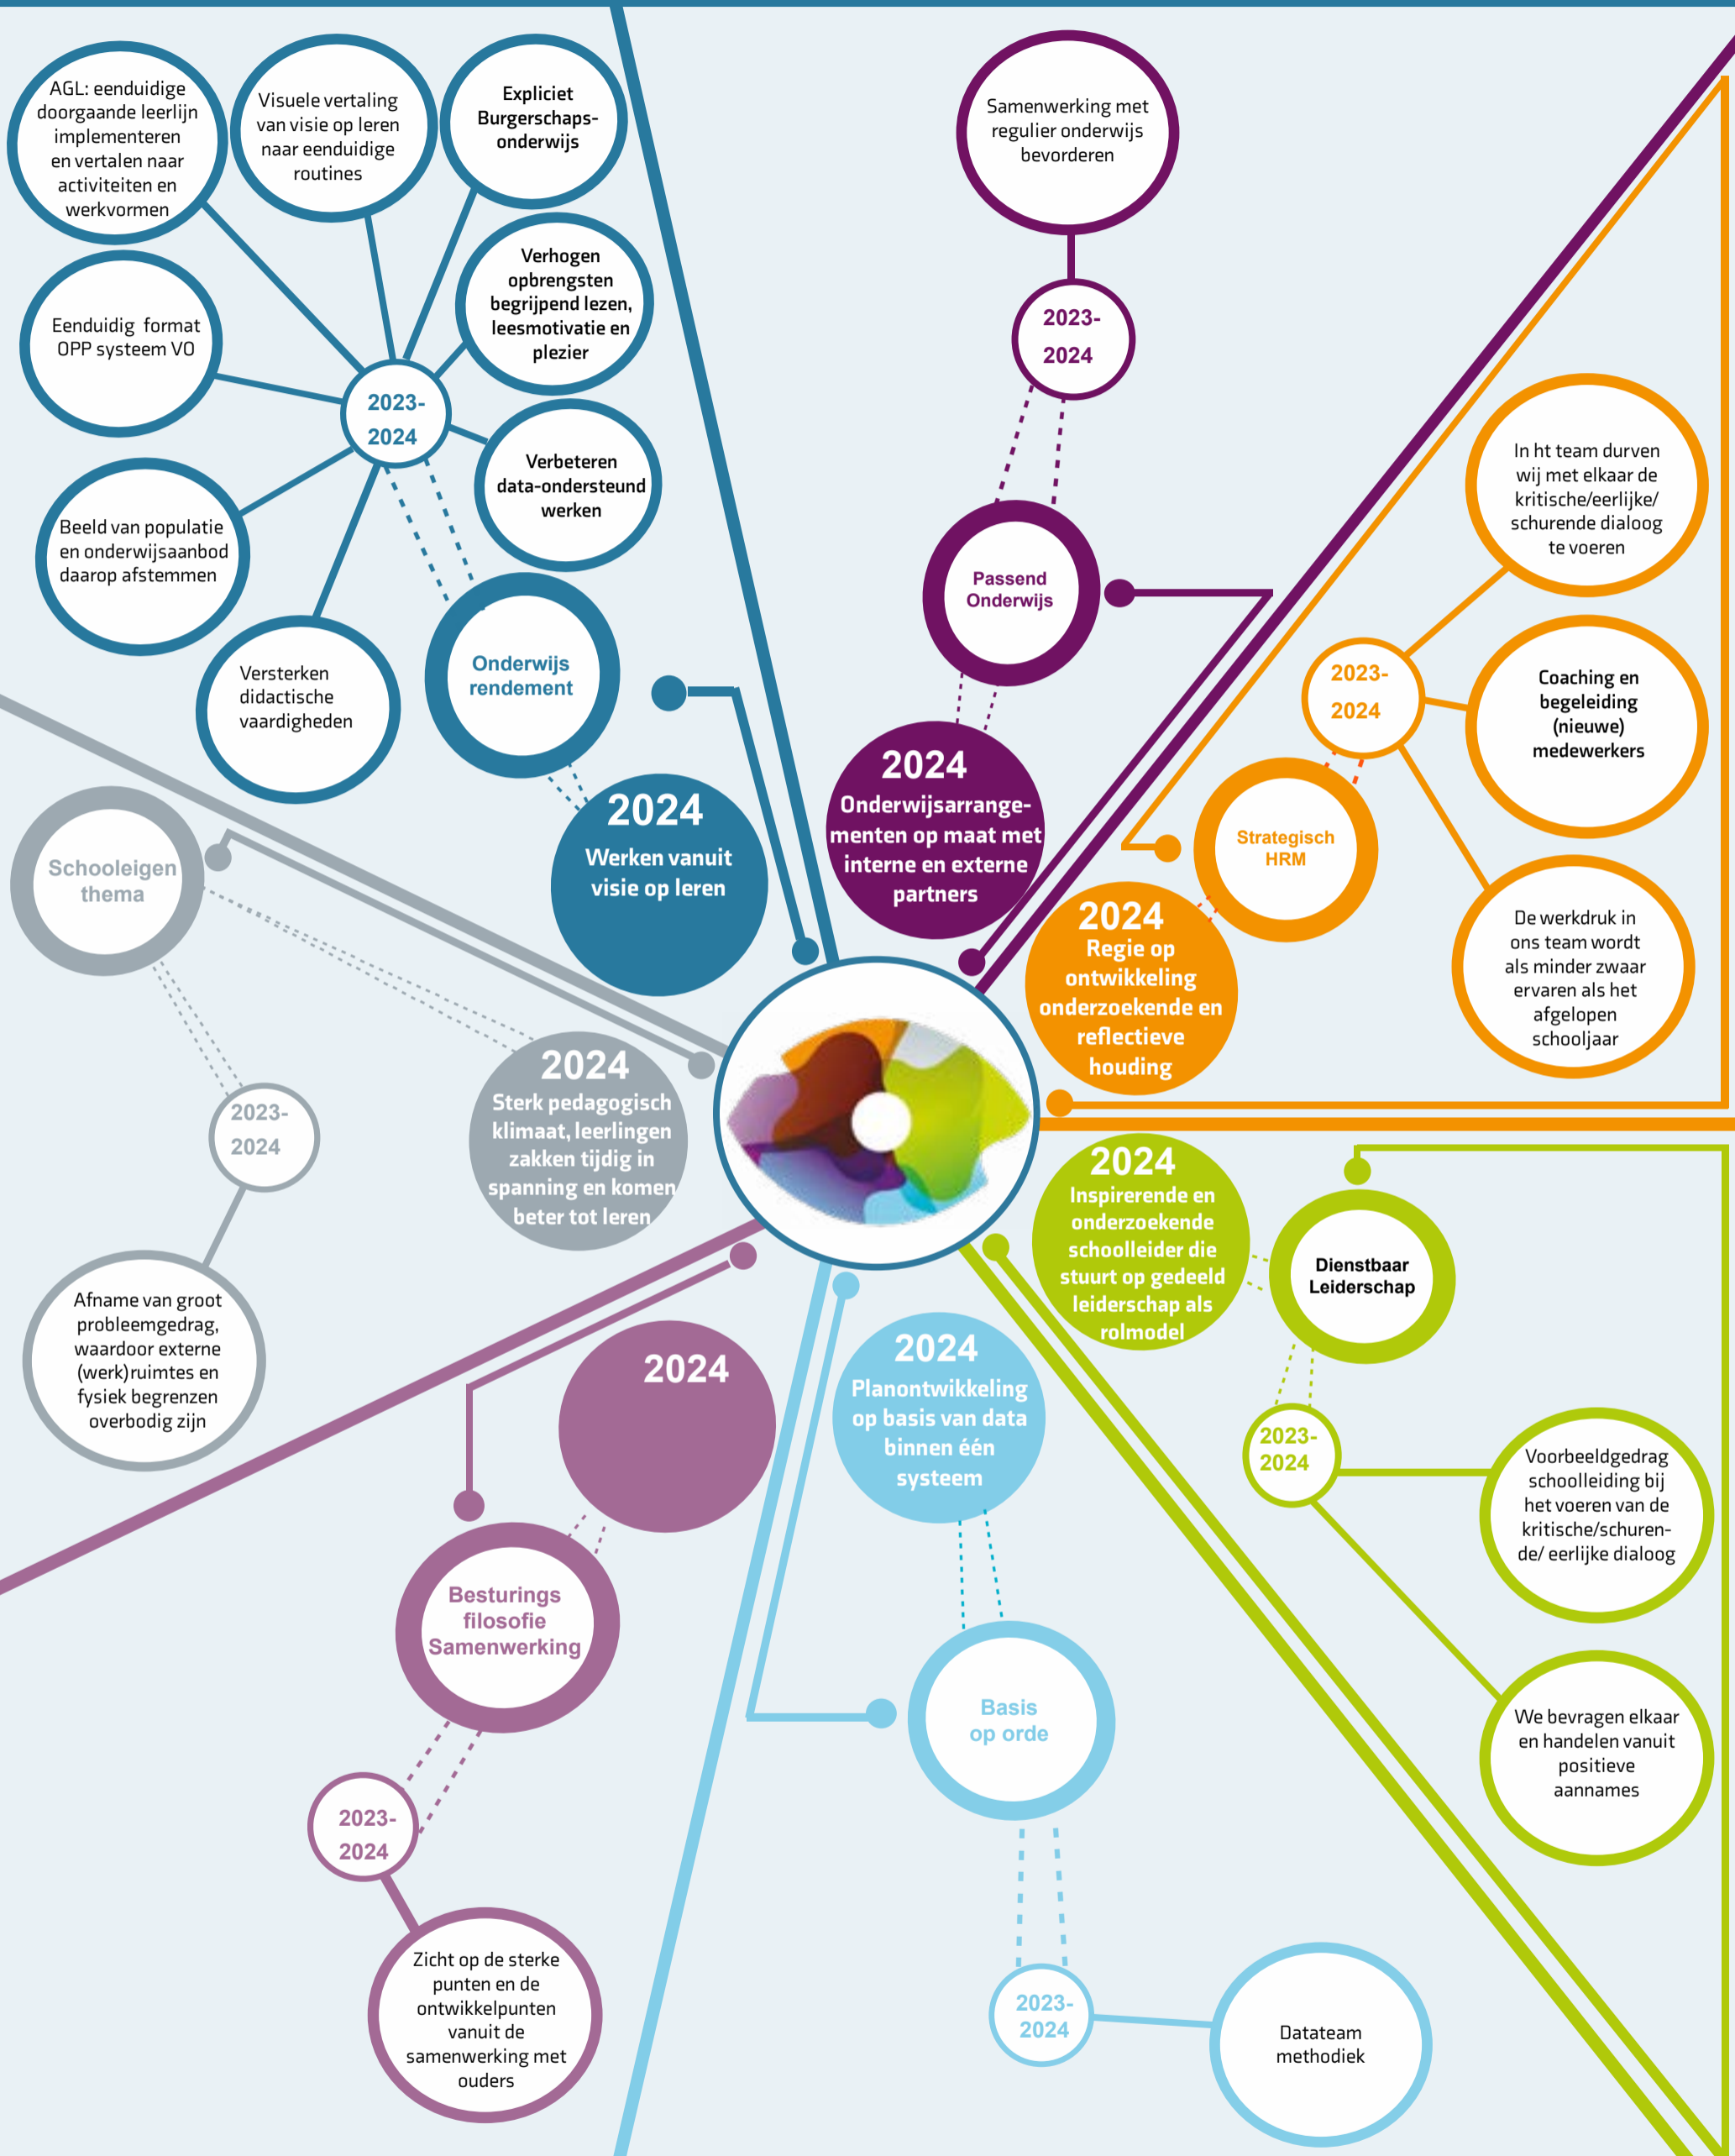 AGL: eenduidige
doorgaande leerlijn
implementeren
en vertalen naar
activiteiten en
werkvormen
Visuele vertaling
van visie op leren
naar eenduidige
routines
Expliciet
Burgerschaps-
onderwijs
Verhogen
opbrengsten
begrijpend lezen,
leesmotivatie en
plezier
Eenduidig format
OPP systeem VO
2023-
2024
Verbeteren
data-ondersteund
werken
Beeld van populatie
en onderwijsaanbod
daarop afstemmen
Versterken
didactische
vaardigheden
Onderwijs
rendement
2024
Werken vanuit
visie op leren
Samenwerking met
regulier onderwijs
bevorderen
2023-
2024
Passend
Onderwijs
2024
Onderwijsarrange-
menten op maat met
interne en externe
partners
In ht team durven
wij met elkaar de
kritische/eerlijke/
schurende dialoog
te voeren
2023-
2024
Coaching en
begeleiding
(nieuwe)
medewerkers
Strategisch
HRM
De werkdruk in
ons team wordt
als minder zwaar
ervaren als het
afgelopen
schooljaar
2024
Regie op
ontwikkeling
onderzoekende en
reflectieve
houding
Schooleigen
thema
2024
Sterk pedagogisch
klimaat, leerlingen
zakken tijdig in
spanning en komen
beter tot leren
2023-
2024
Afname van groot
probleemgedrag,
waardoor externe
(werk)ruimtes en
fysiek begrenzen
overbodig zijn
2024
Inspirerende en
onderzoekende
schoolleider die
stuurt op gedeeld
leiderschap als
rolmodel
Dienstbaar
Leiderschap
2023-
2024
Voorbeeldgedrag
schoolleiding bij
het voeren van de
kritische/schuren-
de/ eerlijke dialoog
We bevragen elkaar
en handelen vanuit
positieve
aannames
2024
Besturings
filosofie
Samenwerking
2023-
2024
Zicht op de sterke
punten en de
ontwikkelpunten
vanuit de
samenwerking met
ouders
2024
Planontwikkeling
op basis van data
binnen één
systeem
Basis
op orde
2023-
2024
Datateam
methodiek